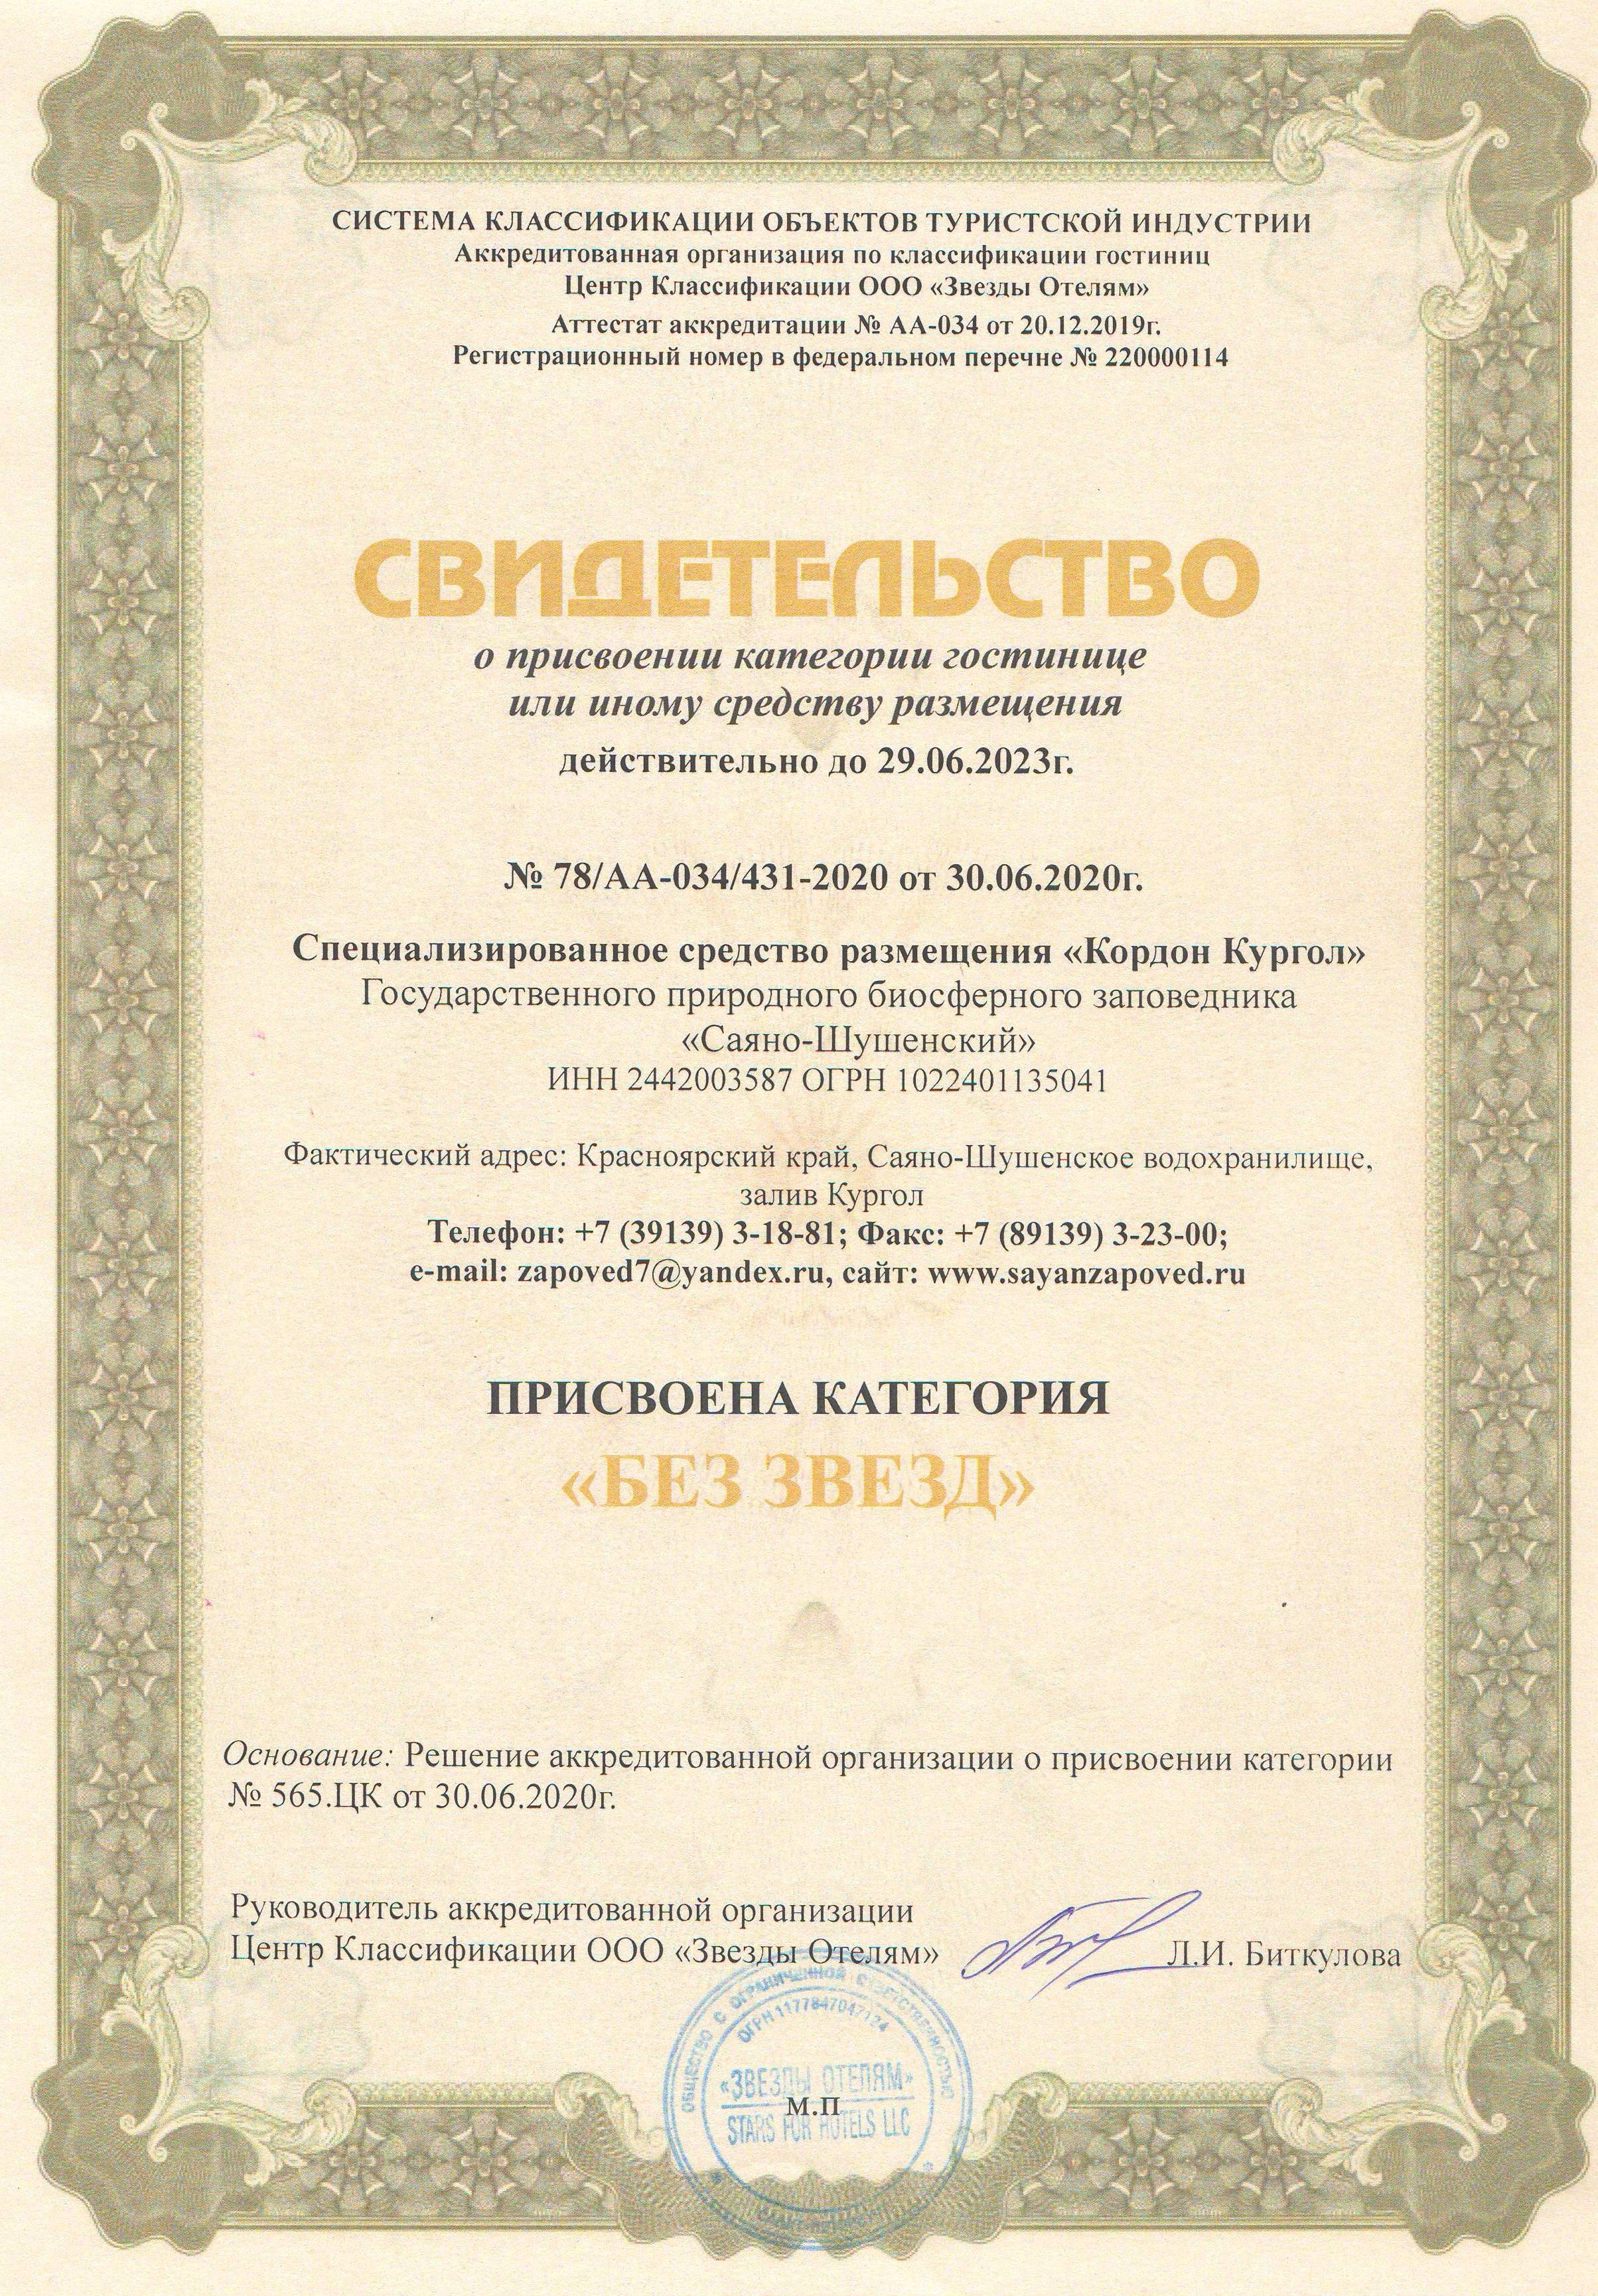 СИСТЕМА КЛАССИФИКАЦИИ ОБЪЕКТОВ ТУРИСТСКОЙ ИНДУСТРИИ
Аккредитованная организация по классификации гостиниц
Центр Классификации ООО «Звезды Отелям»
Аттестат аккредитации № АА-034 от 20.12.2019г.
Регистрационный номер в федеральном перечне № 220000114
СВИДЕТЕЛЬСТВО
о присвоении категории гостинице
или иному средству размещения
действительно до 29.06.2023г.
№ 78/АА-034/431-2020 от 30.06.2020г.
Специализированное средство размещения «Кордон Кургол»
Государственного природного биосферного заповедника
«Саяно-Шушенский»
ИНН 2442003587 ОГРН 1022401135041
Фактический адрес: Красноярский край, Саяно-Шушенское водохранилище,
залив Кургол
Телефон: +7 (39139) 3-18-81; Факс: +7 (89139) 3-23-00;
e-mail: zapoved7@yandex.ru, сайт: www.sayanzapoved.ru
ПРИСВОЕНА КАТЕГОРИЯ
«БЕЗ ЗВЕЗД»
Основание: Решение аккредитованной организации о присвоении категории
№ 565.ЦК от 30.06.2020г.
Руководитель аккредитованной организации
Центр Классификации ООО «Звезды Отелям»
Л.И. Биткулова
ОБЩЕСТВО С ОГРАНИЧЕННОЙ ОТВЕТСТВЕННОСТЬЮ
ОГРН 1177847047124
«ЗВЕЗДЫ ОТЕЛЯМ»
М.П
STARS FOR HOTELS LLC